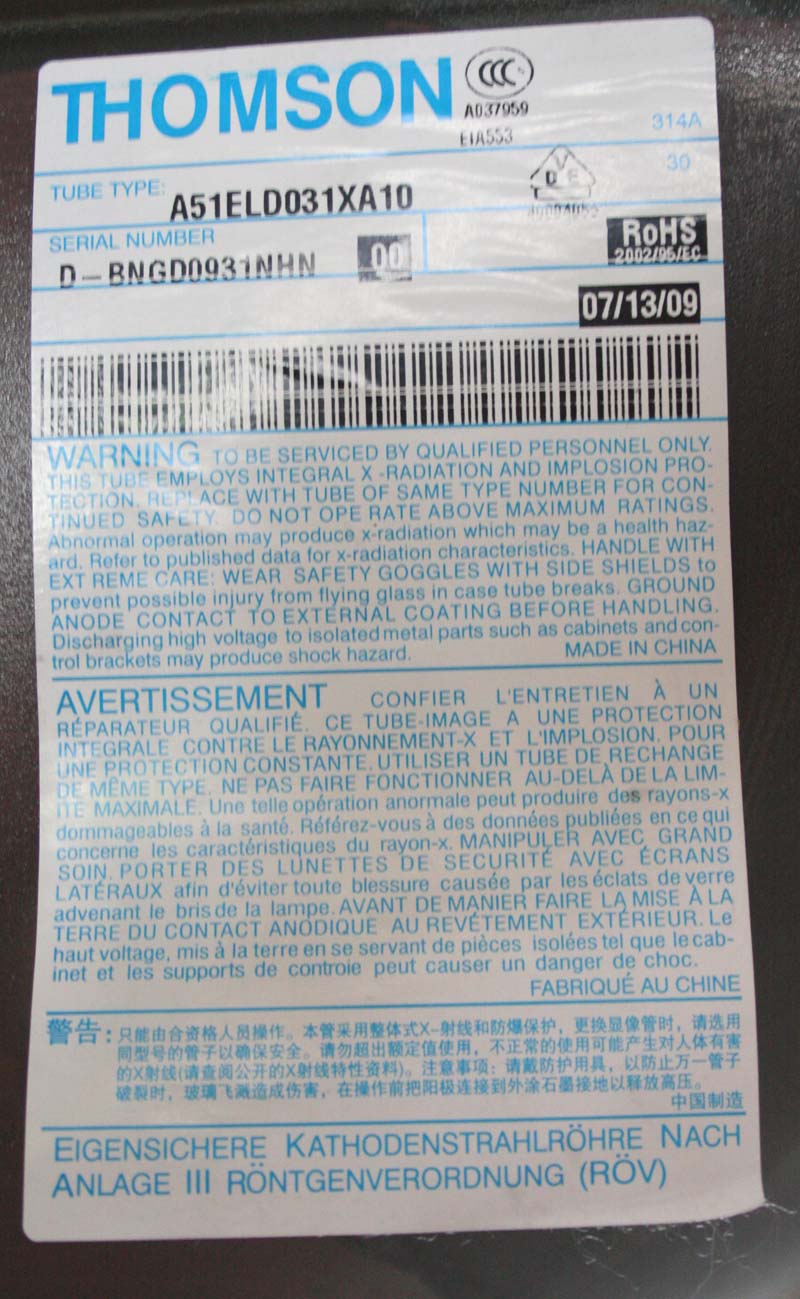 THOMSON
CCC
A037959
EIA553
314A
30
VDE
TUBE TYPE: A51ELD031XA10
SERIAL NUMBER
D-BNGD0931NHN 00
RoHS
2002/95/EC
07/13/09
WARNING TO BE SERVICED BY QUALIFIED PERSONNEL ONLY.
THIS TUBE EMPLOYS INTEGRAL X-RADIATION AND IMPLOSION PRO-
TECTION. REPLACE WITH TUBE OF SAME TYPE NUMBER FOR CON-
TINUED SAFETY. DO NOT OPE RATE ABOVE MAXIMUM RATINGS.
Abnormal operation may produce x-radiation which may be a health haz-
ard. Refer to published data for x-radiation characteristics. HANDLE WITH
EXT REME CARE: WEAR SAFETY GOGGLES WITH SIDE SHIELDS to
prevent possible injury from flying glass in case tube breaks. GROUND
ANODE CONTACT TO EXTERNAL COATING BEFORE HANDLING.
Discharging high voltage to isolated metal parts such as cabinets and con-
trol brackets may produce shock hazard. MADE IN CHINA
AVERTISSEMENT CONFIER L'ENTRETIEN À UN
RÉPARATEUR QUALIFIÉ. CE TUBE-IMAGE A UNE PROTECTION
INTEGRALE CONTRE LE RAYONNEMENT-X ET L'IMPLOSION. POUR
UNE PROTECTION CONSTANTE. UTILISER UN TUBE DE RECHANGE
DE MÊME TYPE. NE PAS FAIRE FONCTIONNER AU-DELÀ DE LA LIM-
ITE MAXIMALE. Une telle opération anormale peut produire des rayons-x
dommageables à la santé. Référez-vous à des données publiées en ce qui
concerne les caractéristiques du rayon-x. MANIPULER AVEC GRAND
SOIN. PORTER DES LUNETTES DE SECURITÉ AVEC ÉCRANS
LATÉRAUX afin d'éviter toute blessure causée par les éclats de verre
advenant le bris de la lampe. AVANT DE MANIER FAIRE LA MISE À LA
TERRE DU CONTACT ANODIQUE AU REVÉTEMENT EXTÉRIEUR. Le
haut voltage, mis à la terre en se servant de pièces isolées tel que le cab-
inet et les supports de controie peut causer un danger de choc.
FABRIQUÉ AU CHINE
警告：只能由合资格人员操作。本管采用整体式X-射线和防爆保护，更换显像管时，请选用
同型号的管子以确保安全。请勿超出额定值使用，不正常的使用可能产生对人体有害
的X射线(请查阅公开的X射线特性资料)。注意事项：请戴防护用具，以防止万一管子
破裂时，玻璃飞溅造成伤害，在操作前把阳极连接到外涂石墨接地以释放高压。
中国制造
EIGENSICHERE KATHODENSTRAHLRÖHRE NACH
ANLAGE III RÖNTGENVERORDNUNG (RÖV)